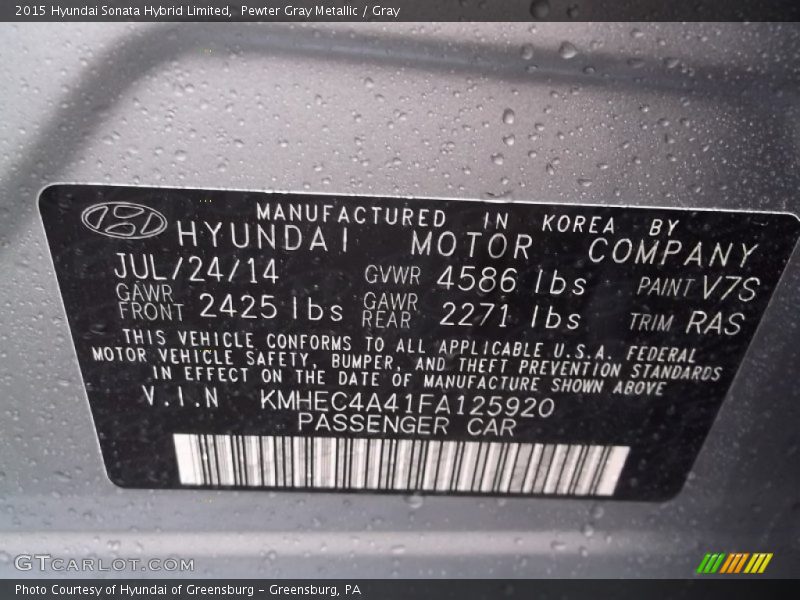 2015 Hyundai Sonata Hybrid Limited, Pewter Gray Metallic / Gray
MANUFACTURED IN KOREA BY
HYUNDAI MOTOR COMPANY
JUL/24/14 GVWR 4586 lbs PAINT V7S
GAWR FRONT 2425 lbs GAWR REAR 2271 lbs TRIM RAS
THIS VEHICLE CONFORMS TO ALL APPLICABLE U.S.A. FEDERAL
MOTOR VEHICLE SAFETY, BUMPER, AND THEFT PREVENTION STANDARDS
IN EFFECT ON THE DATE OF MANUFACTURE SHOWN ABOVE
V.I.N KMHEC4A41FA125920
PASSENGER CAR
GTCARLOT.COM
Photo Courtesy of Hyundai of Greensburg - Greensburg, PA